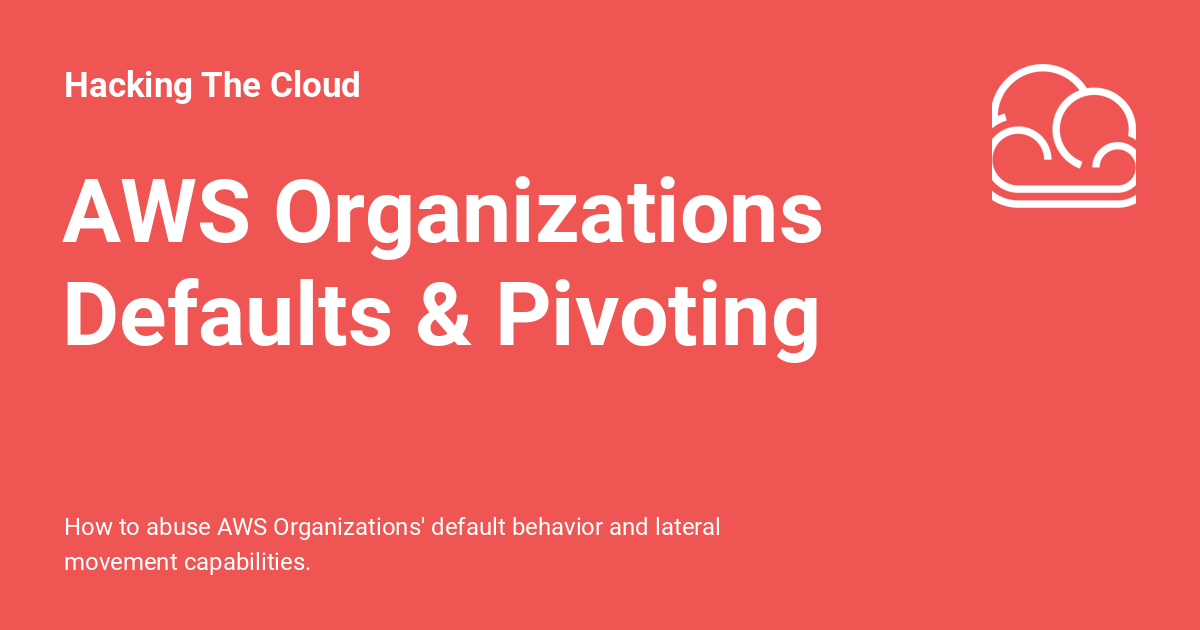 Hacking The Cloud
AWS Organizations
Defaults & Pivoting
How to abuse AWS Organizations' default behavior and lateral
movement capabilities.